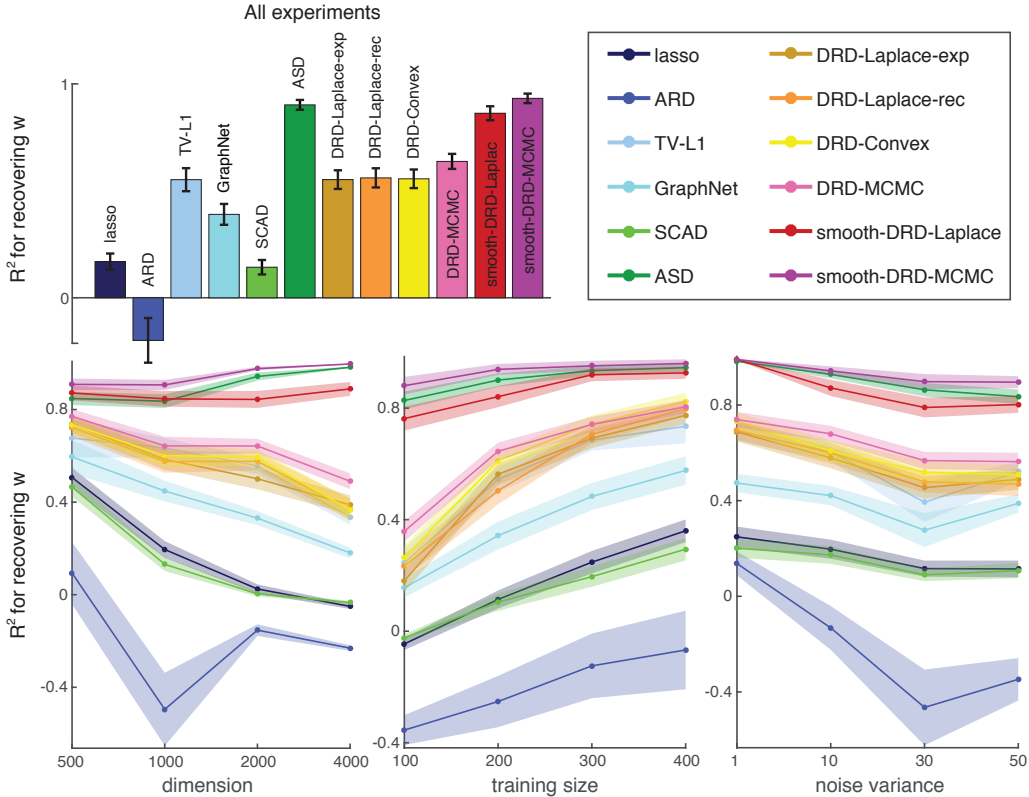 All experiments
R² for recovering w
1
0
lasso
ARD
TV-L1
GraphNet
SCAD
ASD
DRD-Laplace-exp
DRD-Laplace-rec
DRD-Convex
DRD-MCMC
smooth-DRD-Laplac
smooth-DRD-MCMC
lasso
ARD
TV-L1
GraphNet
SCAD
ASD
DRD-Laplace-exp
DRD-Laplace-rec
DRD-Convex
DRD-MCMC
smooth-DRD-Laplace
smooth-DRD-MCMC
R² for recovering w
0.8
0.4
0
-0.4
500
1000
2000
4000
dimension
0.8
0.4
0
-0.4
100
200
300
400
training size
0.8
0.4
0
-0.4
1
10
30
50
noise variance